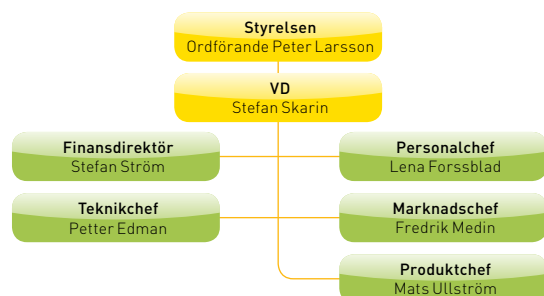 Styrelsen
Ordförande Peter Larsson
VD
Stefan Skarin
Finansdirektör
Stefan Ström
Personalchef
Lena Forssblad
Teknikchef
Petter Edman
Marknadschef
Fredrik Medin
Produktchef
Mats Ullström